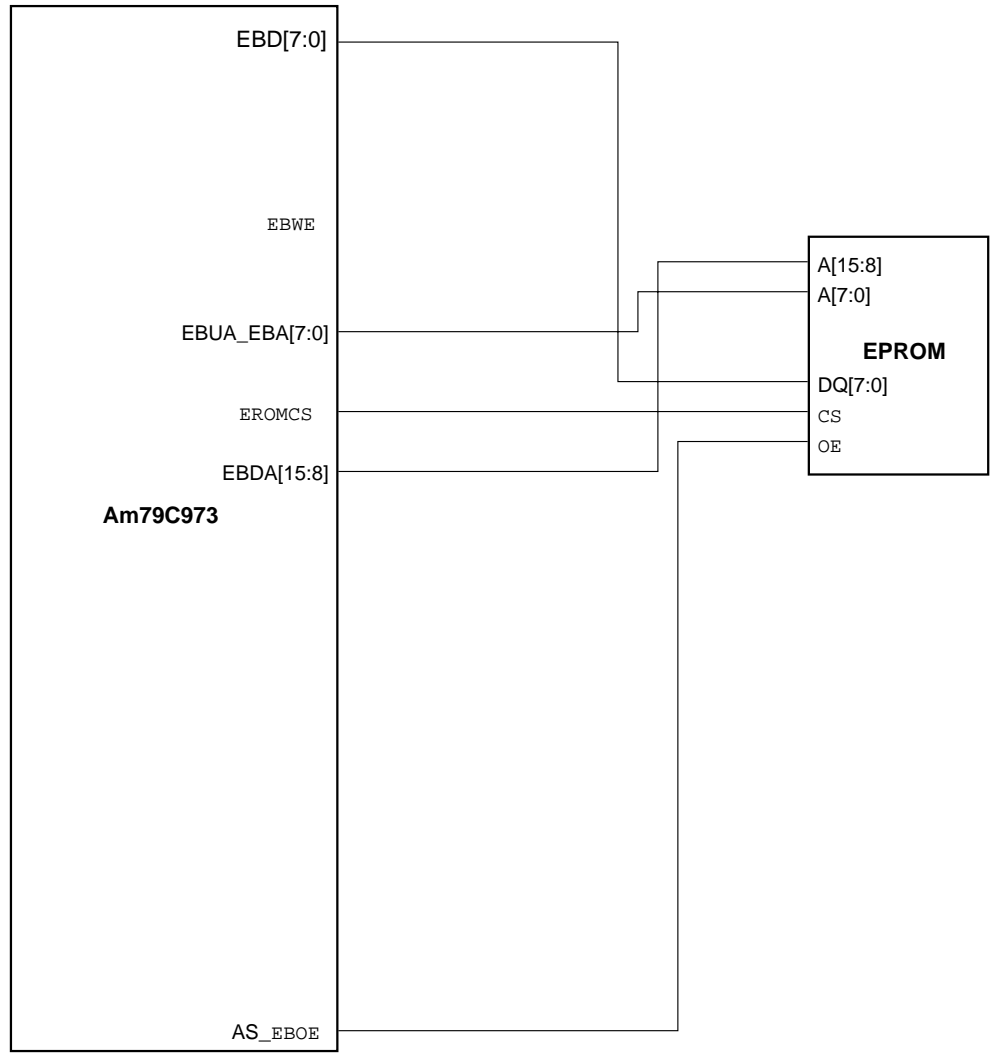 EBD[7:0]
EBWE
EBUA_EBA[7:0]
EROMCS
EBDA[15:8]
Am79C973
AS_EBOE
A[15:8]
A[7:0]
EPROM
DQ[7:0]
CS
OE